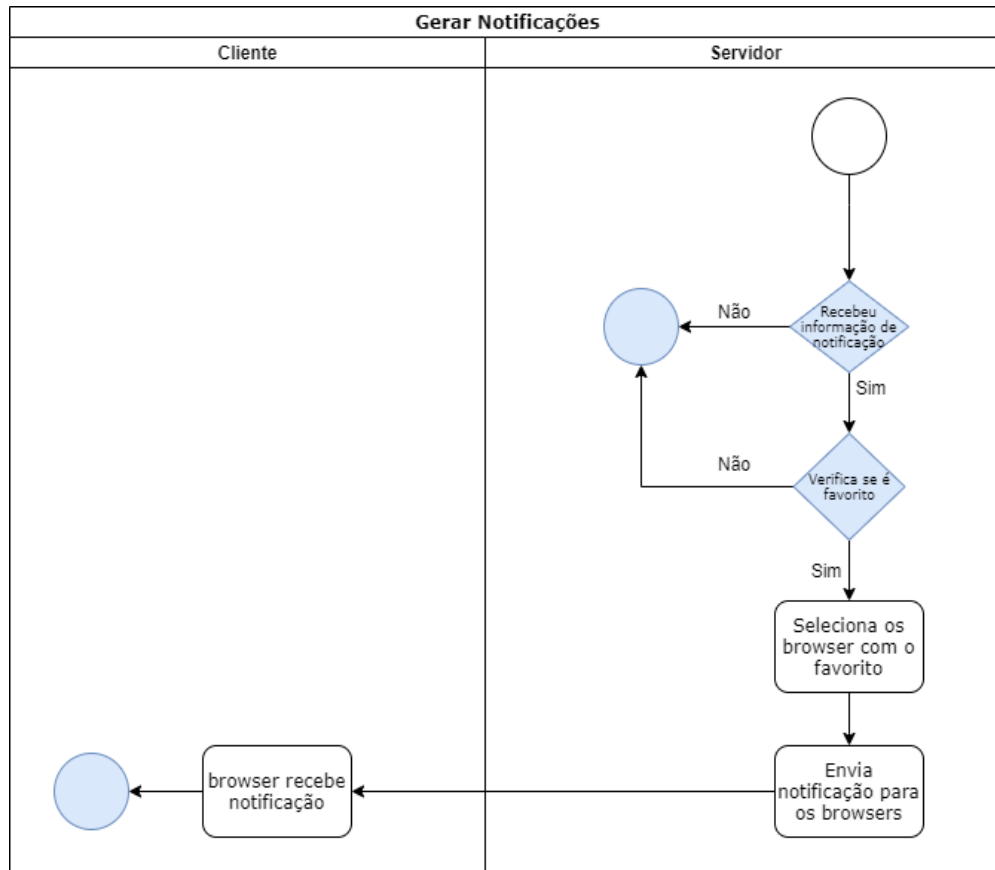 Gerar Notificações
Cliente
Servidor
Recebeu
informação de
notificação
Não
Sim
Verifica se é
favorito
Não
Sim
Seleciona os
browser com o
favorito
Envia
notificação para
os browsers
browser recebe
notificação